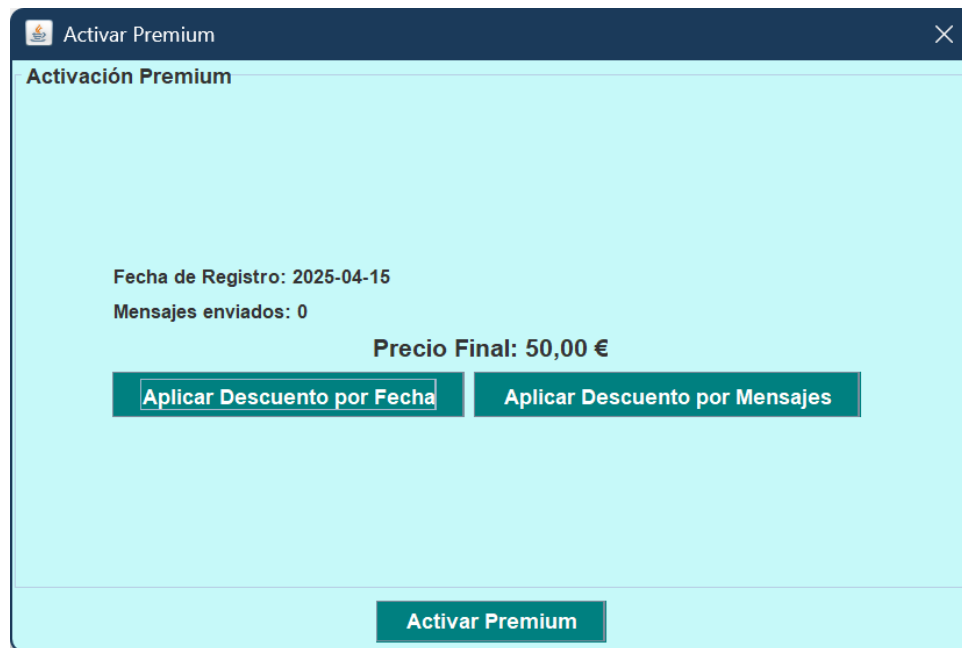 Activar Premium
Activación Premium
Fecha de Registro: 2025-04-15
Mensajes enviados: 0
Precio Final: 50,00 €
Aplicar Descuento por Fecha
Aplicar Descuento por Mensajes
Activar Premium